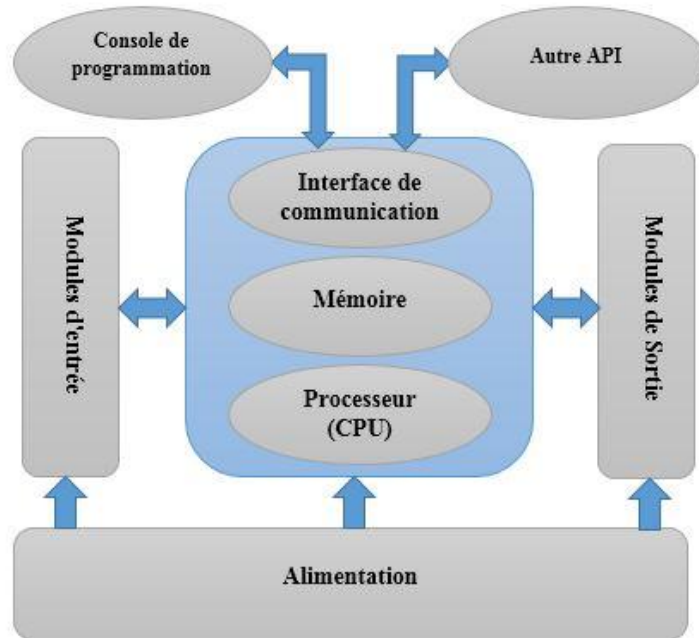 Console de
programmation
Autre API
Interface de
communication
Modules d'entrée
Mémoire
Modules de Sortie
Processeur
(CPU)
Alimentation